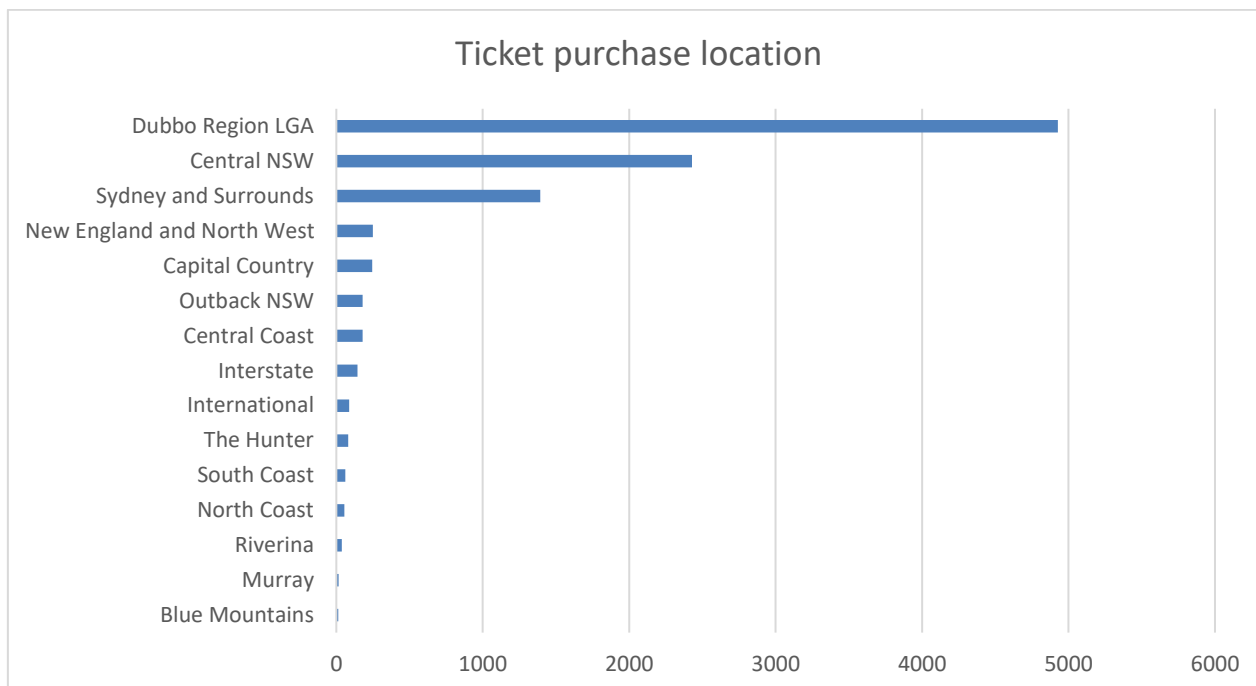 Ticket purchase location
Dubbo Region LGA
Central NSW
Sydney and Surrounds
New England and North West
Capital Country
Outback NSW
Central Coast
Interstate
International
The Hunter
South Coast
North Coast
Riverina
Murray
Blue Mountains
0 1000 2000 3000 4000 5000 6000